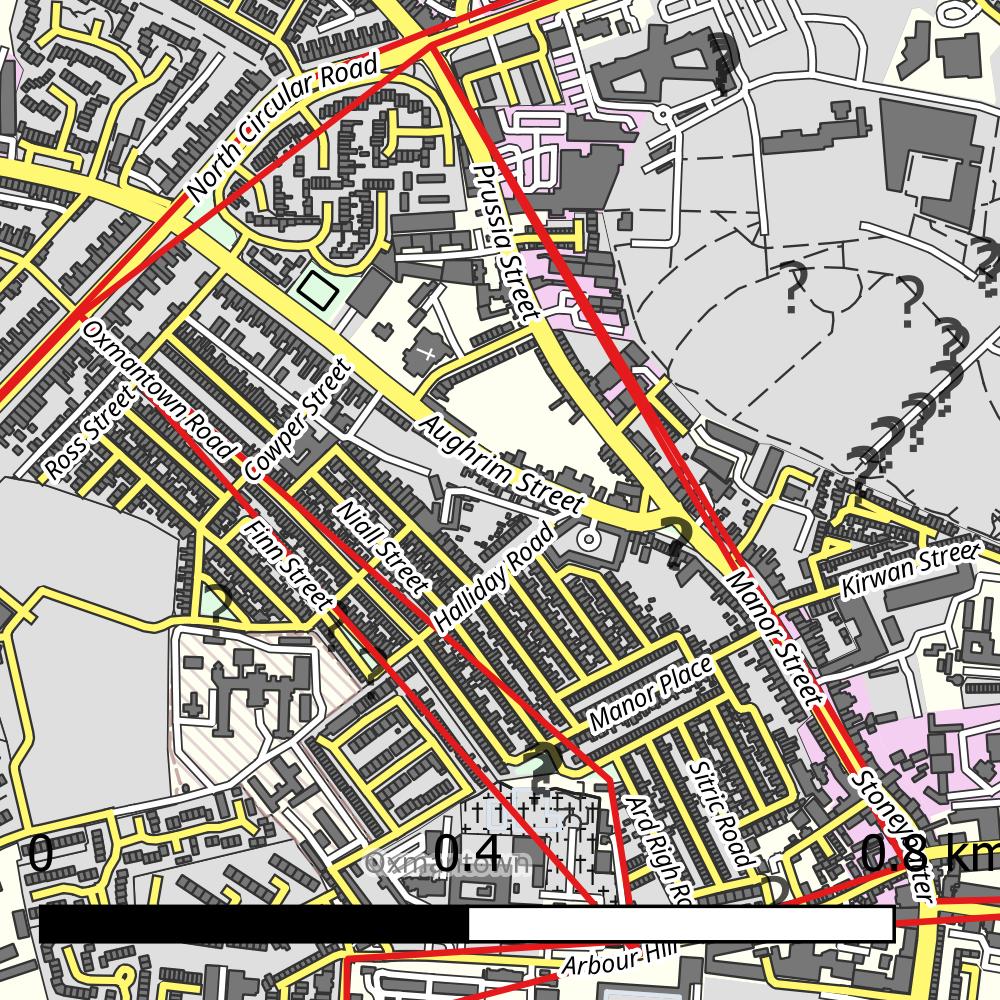 North Circular Road
Prussia Street
Oxmantown Road
Ross Street
Cowper Street
Aughrim Street
Niall Street
Finn Street
Halliday Road
Kirwan Street
Manor Street
Manor Place
Sitric Road
Stoney
Ard Righ Ro
Oxmantown
0
0.4
0.8 km
Arbour Hill